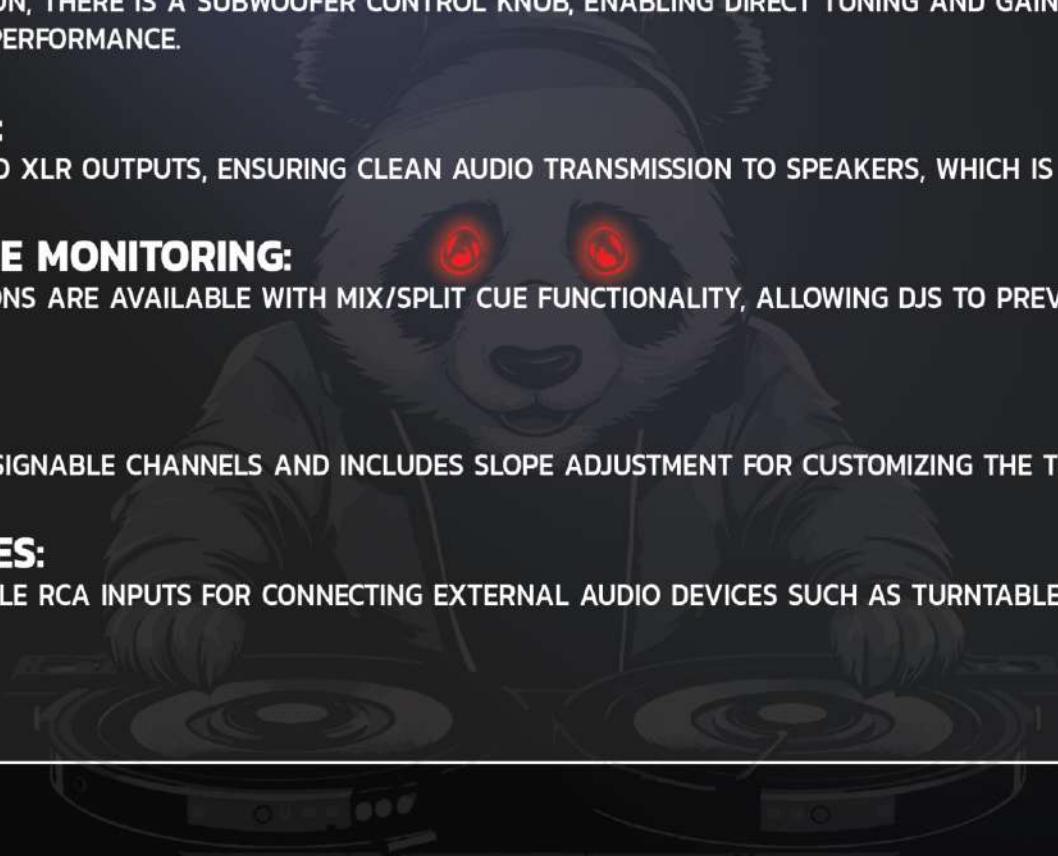 THERE IS A SUBWOOFER CONTROL KNOB, ENABLING DIRECT TUNING AND GAIN
PERFORMANCE.
:
XLR OUTPUTS, ENSURING CLEAN AUDIO TRANSMISSION TO SPEAKERS, WHICH IS
E MONITORING:
ONS ARE AVAILABLE WITH MIX/SPLIT CUE FUNCTIONALITY, ALLOWING DJS TO PREV
SIGNABLE CHANNELS AND INCLUDES SLOPE ADJUSTMENT FOR CUSTOMIZING THE T
ES:
LE RCA INPUTS FOR CONNECTING EXTERNAL AUDIO DEVICES SUCH AS TURNTABLE